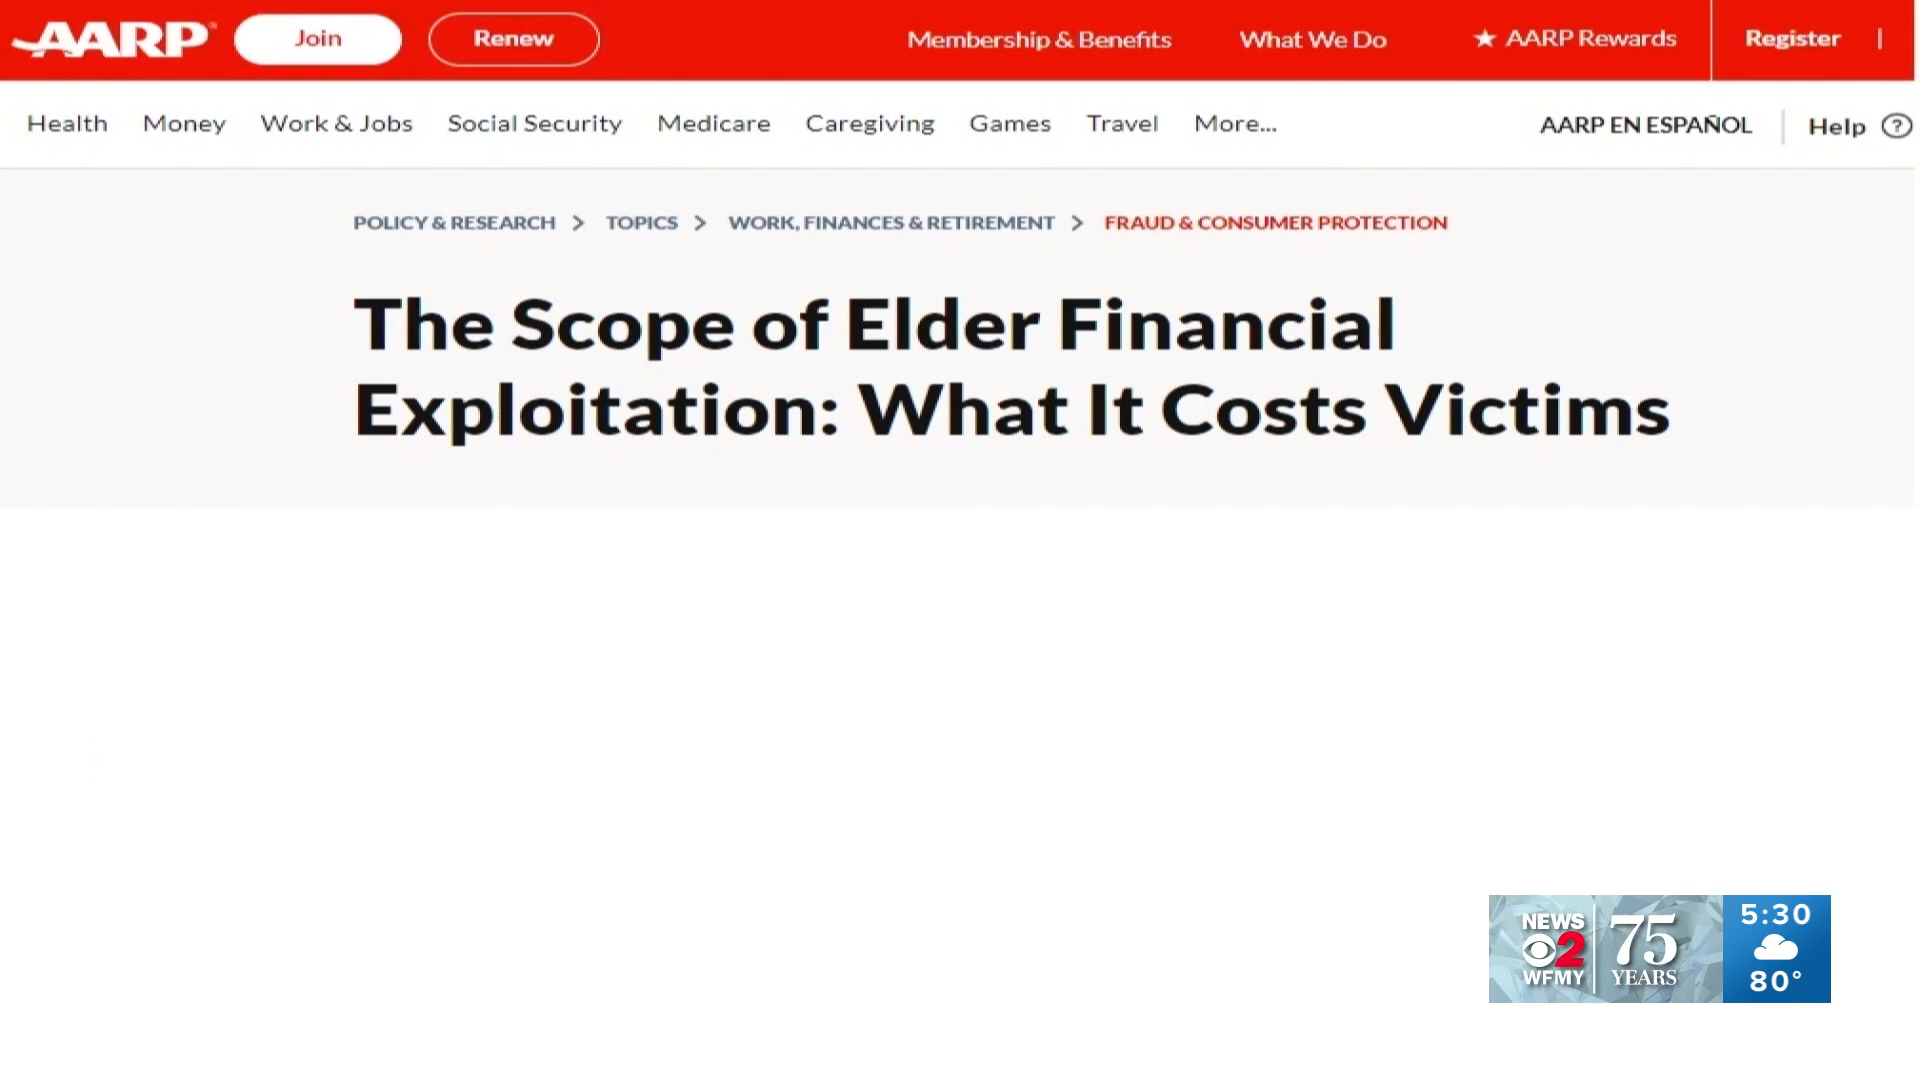 AARP Join Renew Membership & Benefits What We Do ★ AARP Rewards Register |
Health Money Work & Jobs Social Security Medicare Caregiving Games Travel More... AARP EN ESPAÑOL Help ?
POLICY & RESEARCH > TOPICS > WORK, FINANCES & RETIREMENT > FRAUD & CONSUMER PROTECTION
The Scope of Elder Financial
Exploitation: What It Costs Victims
NEWS
2
WFMY
75
YEARS
5:30
80°